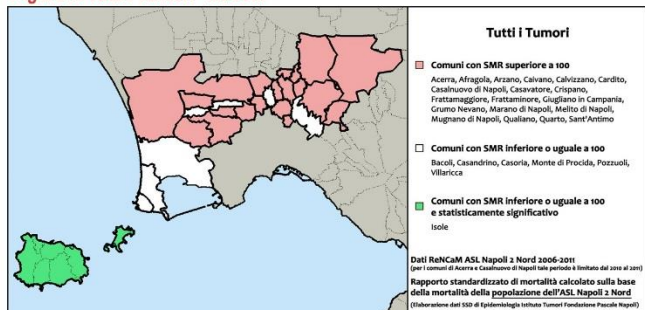 Tutti i Tumori
Comuni con SMR superiore a 100
Acerra, Afragola, Arzano, Caivano, Calvizzano, Cardito,
Casalnuovo di Napoli, Casavatore, Crispano,
Frattamaggiore, Frattaminore, Giugliano in Campania,
Grumo Nevano, Marano di Napoli, Melito di Napoli,
Mugnano di Napoli, Qualiano, Quarto, Sant'Antimo
Comuni con SMR inferiore o uguale a 100
Bacoli, Casandrino, Casoria, Monte di Procida, Pozzuoli,
Villaricca
Comuni con SMR inferiore o uguale a 100
e statisticamente significativo
Isole
Dati ReNCaM ASL Napoli 2 Nord 2006-2011
(per i comuni di Acerra e Casalnuovo di Napoli tale periodo è limitato dal 2010 al 2011)
Rapporto standardizzato di mortalità calcolato sulla base
della mortalità della popolazione dell'ASL Napoli 2 Nord
(Elaborazione dati SSD di Epidemiologia Istituto Tumori Fondazione Pascale Napoli)